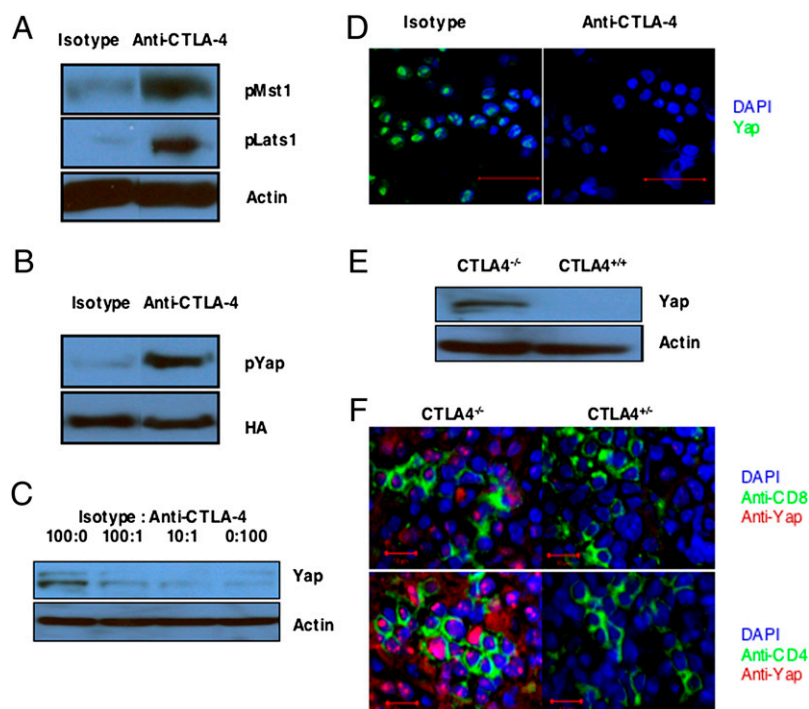 A
Isotype Anti-CTLA-4
pMst1
pLats1
Actin
B
Isotype Anti-CTLA-4
pYap
HA
C
Isotype : Anti-CTLA-4
100:0 100:1 10:1 0:100
Yap
Actin
D
Isotype Anti-CTLA-4
DAPI
Yap
E
CTLA4-/- CTLA4+/+
Yap
Actin
F
CTLA4-/- CTLA4+/-
DAPI
Anti-CD8
Anti-Yap
DAPI
Anti-CD4
Anti-Yap